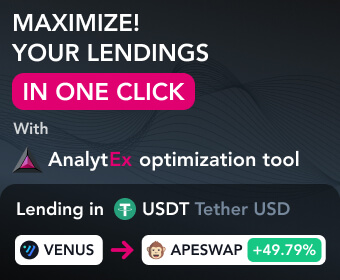 MAXIMIZE!
YOUR LENDINGS
IN ONE CLICK
With
AnalytEx optimization tool
Lending in USDT Tether USD
VENUS APESWAP +49.79%